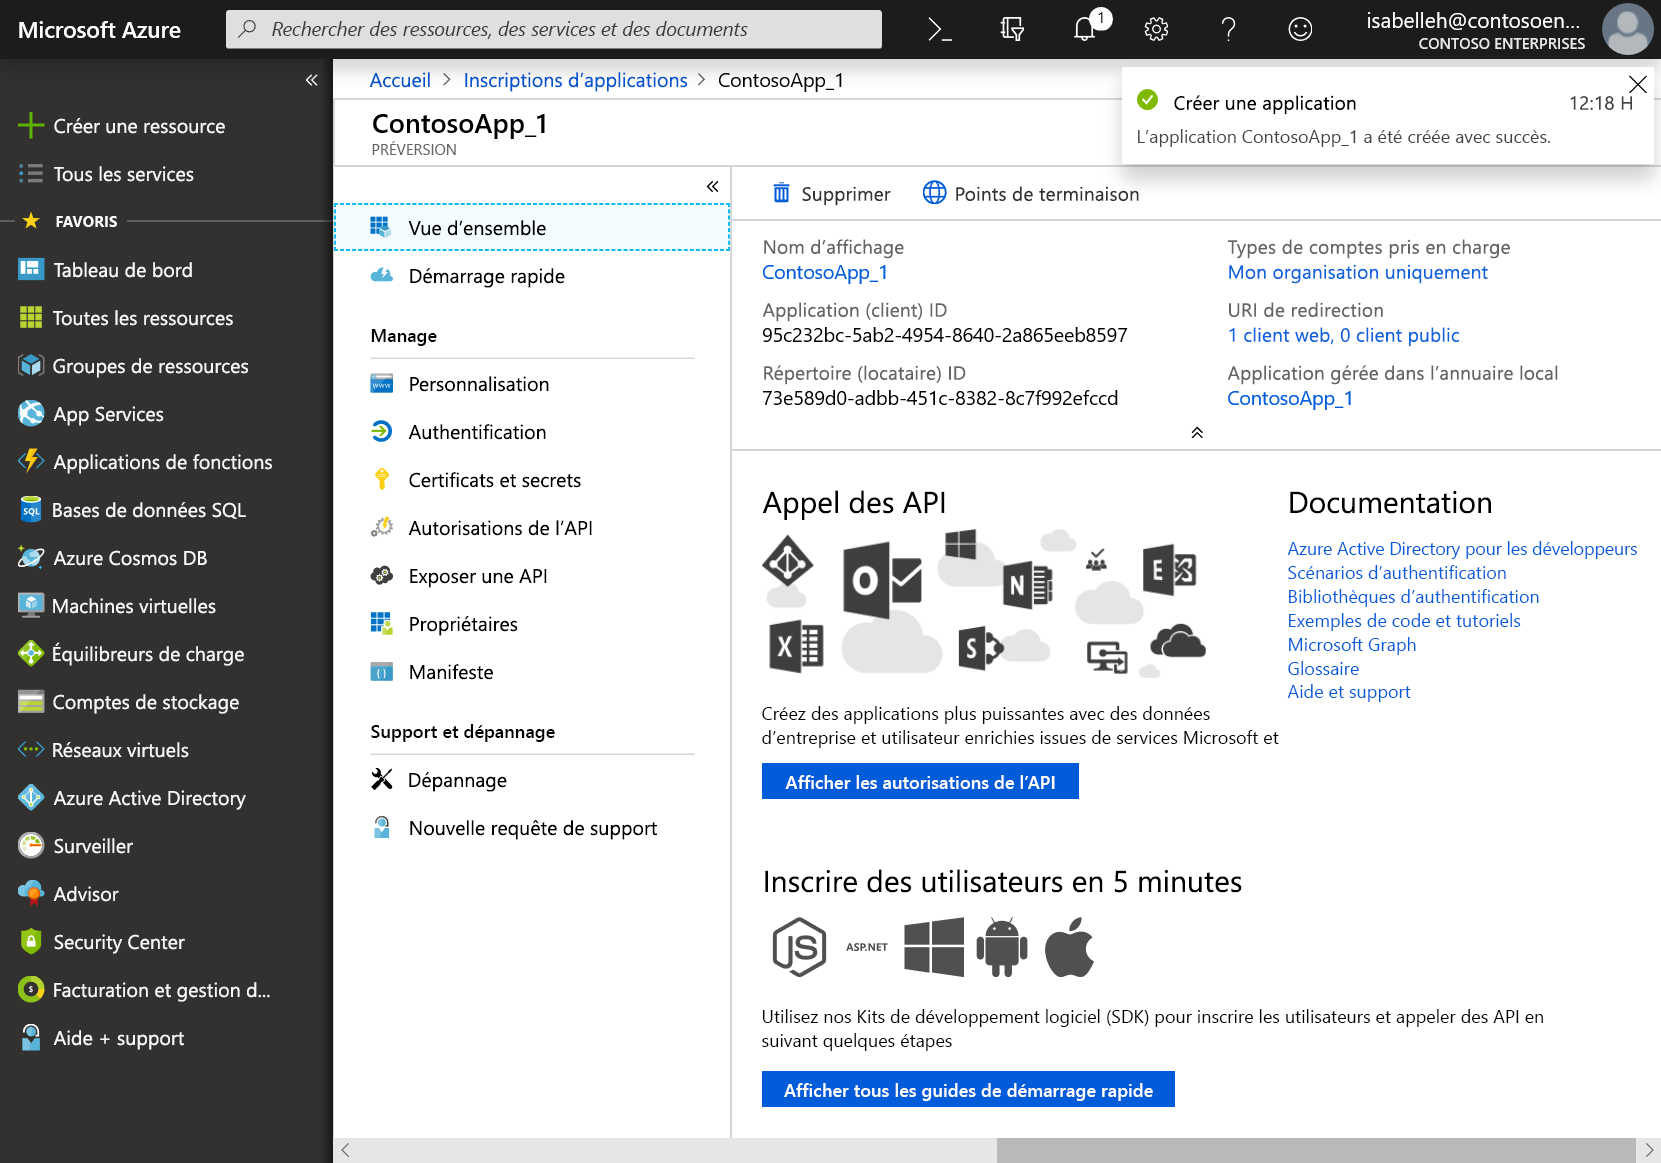 Microsoft Azure
Rechercher des ressources, des services et des documents
1
isabelleh@contosoen...
CONTOSO ENTERPRISES
Créer une ressource
Tous les services
FAVORIS
Tableau de bord
Toutes les ressources
Groupes de ressources
App Services
Applications de fonctions
Bases de données SQL
Azure Cosmos DB
Machines virtuelles
Équilibreurs de charge
Comptes de stockage
Réseaux virtuels
Azure Active Directory
Surveiller
Advisor
Security Center
Facturation et gestion d...
Aide + support
Accueil > Inscriptions d’applications > ContosoApp_1
ContosoApp_1
PRÉVERSION
Créer une application 12:18 H
L’application ContosoApp_1 a été créée avec succès.
Vue d’ensemble
Démarrage rapide
Manage
Personnalisation
Authentification
Certificats et secrets
Autorisations de l’API
Exposer une API
Propriétaires
Manifeste
Support et dépannage
Dépannage
Nouvelle requête de support
Supprimer
Points de terminaison
Nom d’affichage
ContosoApp_1
Application (client) ID
95c232bc-5ab2-4954-8640-2a865eeb8597
Répertoire (locataire) ID
73e589d0-adbb-451c-8382-8c7f992efccd
Types de comptes pris en charge
Mon organisation uniquement
URI de redirection
1 client web, 0 client public
Application gérée dans l’annuaire local
ContosoApp_1
Appel des API
Créez des applications plus puissantes avec des données
d’entreprise et utilisateur enrichies issues de services Microsoft et
Afficher les autorisations de l’API
Documentation
Azure Active Directory pour les développeurs
Scénarios d’authentification
Bibliothèques d’authentification
Exemples de code et tutoriels
Microsoft Graph
Glossaire
Aide et support
Inscrire des utilisateurs en 5 minutes
JS
ASP.NET
Utilisez nos Kits de développement logiciel (SDK) pour inscrire les utilisateurs et appeler des API en
suivant quelques étapes
Afficher tous les guides de démarrage rapide